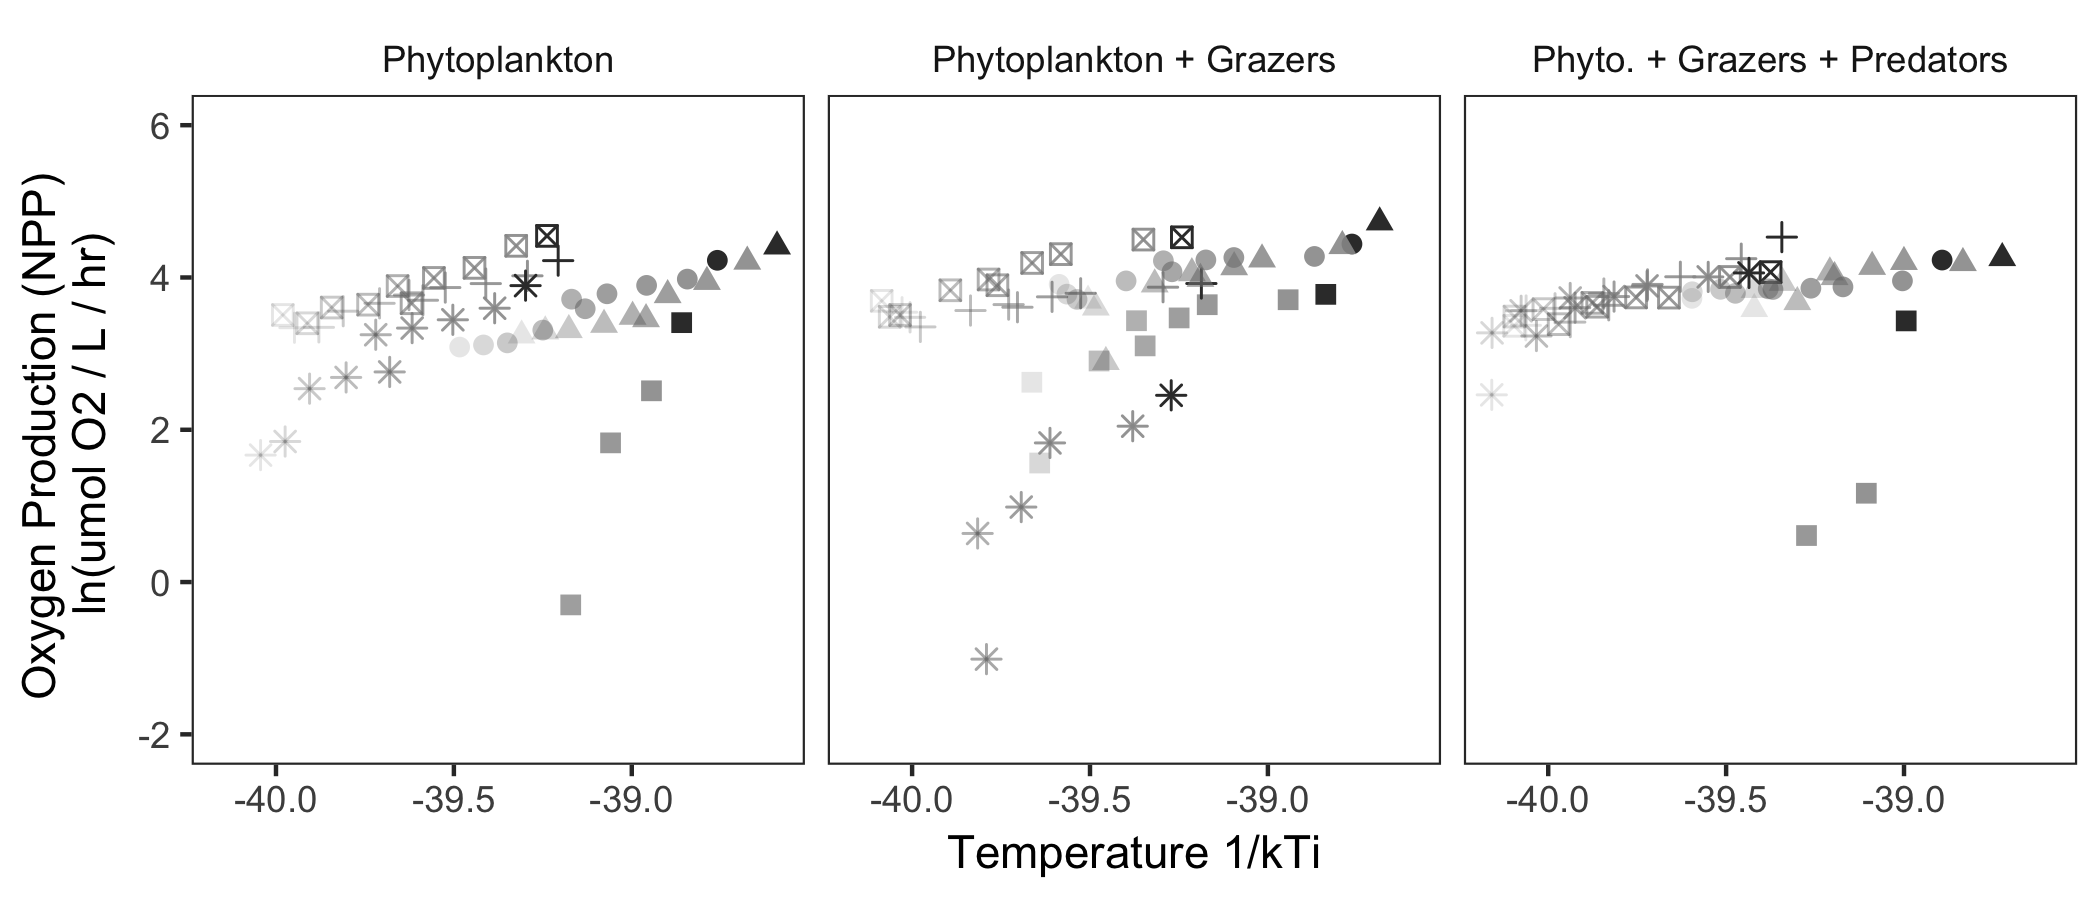 Phytoplankton
Phytoplankton + Grazers
Phyto. + Grazers + Predators
Oxygen Production (NPP)
ln(umol O2 / L / hr)
6
4
2
0
-2
-40.0
-39.5
-39.0
-40.0
-39.5
-39.0
-40.0
-39.5
-39.0
Temperature 1/kTi